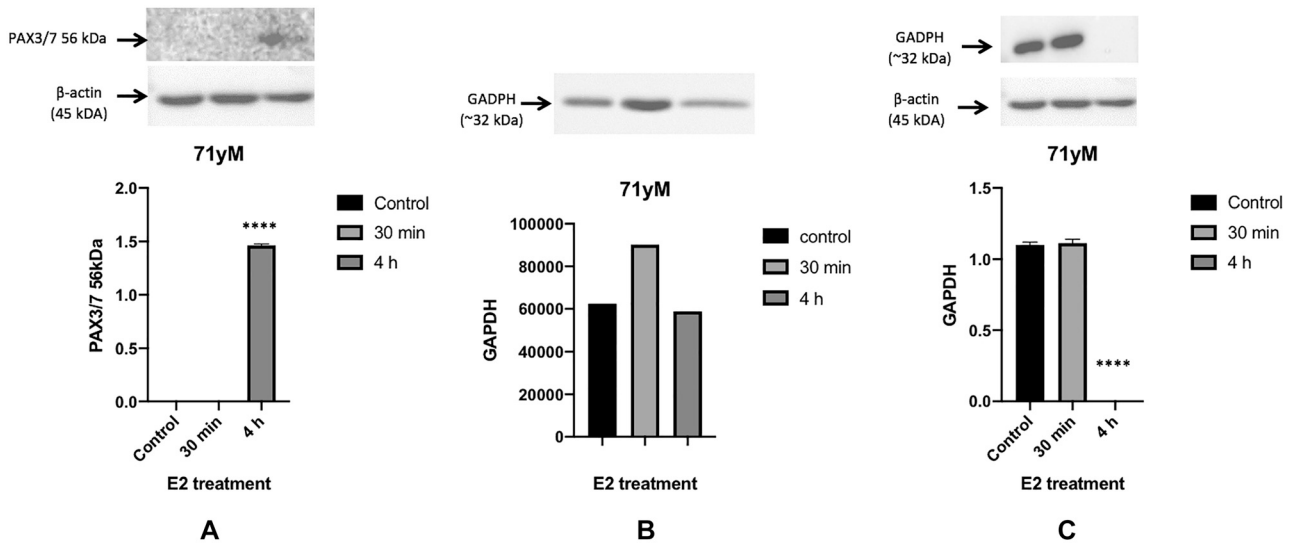 PAX3/7 56 kDa
β-actin
(45 kDA)
71yM
2.0
1.5
1.0
0.5
0.0
PAX3/7 56kDa
****
Control
30 min
4 h
Control
30 min
4 h
E2 treatment
A
GADPH
(~32 kDa)
71yM
100000
80000
60000
40000
20000
0
GAPDH
control
30 min
4 h
E2 treatment
B
GADPH
(~32 kDa)
β-actin
(45 kDA)
71yM
1.5
1.0
0.5
0.0
GAPDH
****
Control
30 min
4 h
Control
30 min
4 h
E2 treatment
C